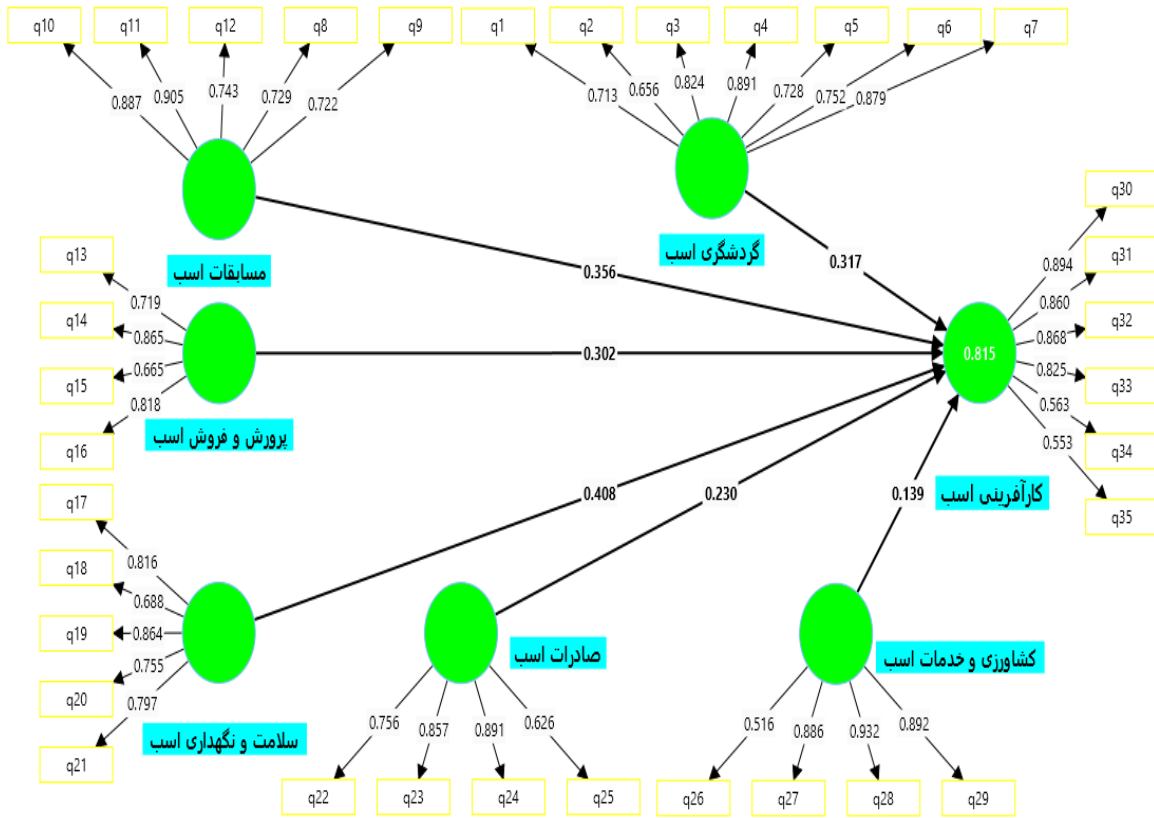 q10 q11 q12 q8 q9 q1 q2 q3 q4 q5 q6 q7
0.887 0.905 0.743 0.729 0.722 0.713 0.656 0.824 0.891 0.728 0.752 0.879
مسابقات اسب
گردشگری اسب
0.356
0.317
q13
q14
q15
q16
0.719
0.865
0.665
0.818
پرورش و فروش اسب
0.302
0.815
q30
q31
q32
q33
q34
q35
0.894
0.860
0.868
0.825
0.563
0.553
کارآفرینی اسب
q17
q18
q19
q20
q21
0.816
0.688
0.864
0.755
0.797
سلامت و نگهداری اسب
0.408
0.230
0.139
صادرات اسب
کشاورزی و خدمات اسب
0.756 0.857 0.891 0.626
0.516 0.886 0.932 0.892
q22 q23 q24 q25 q26 q27 q28 q29